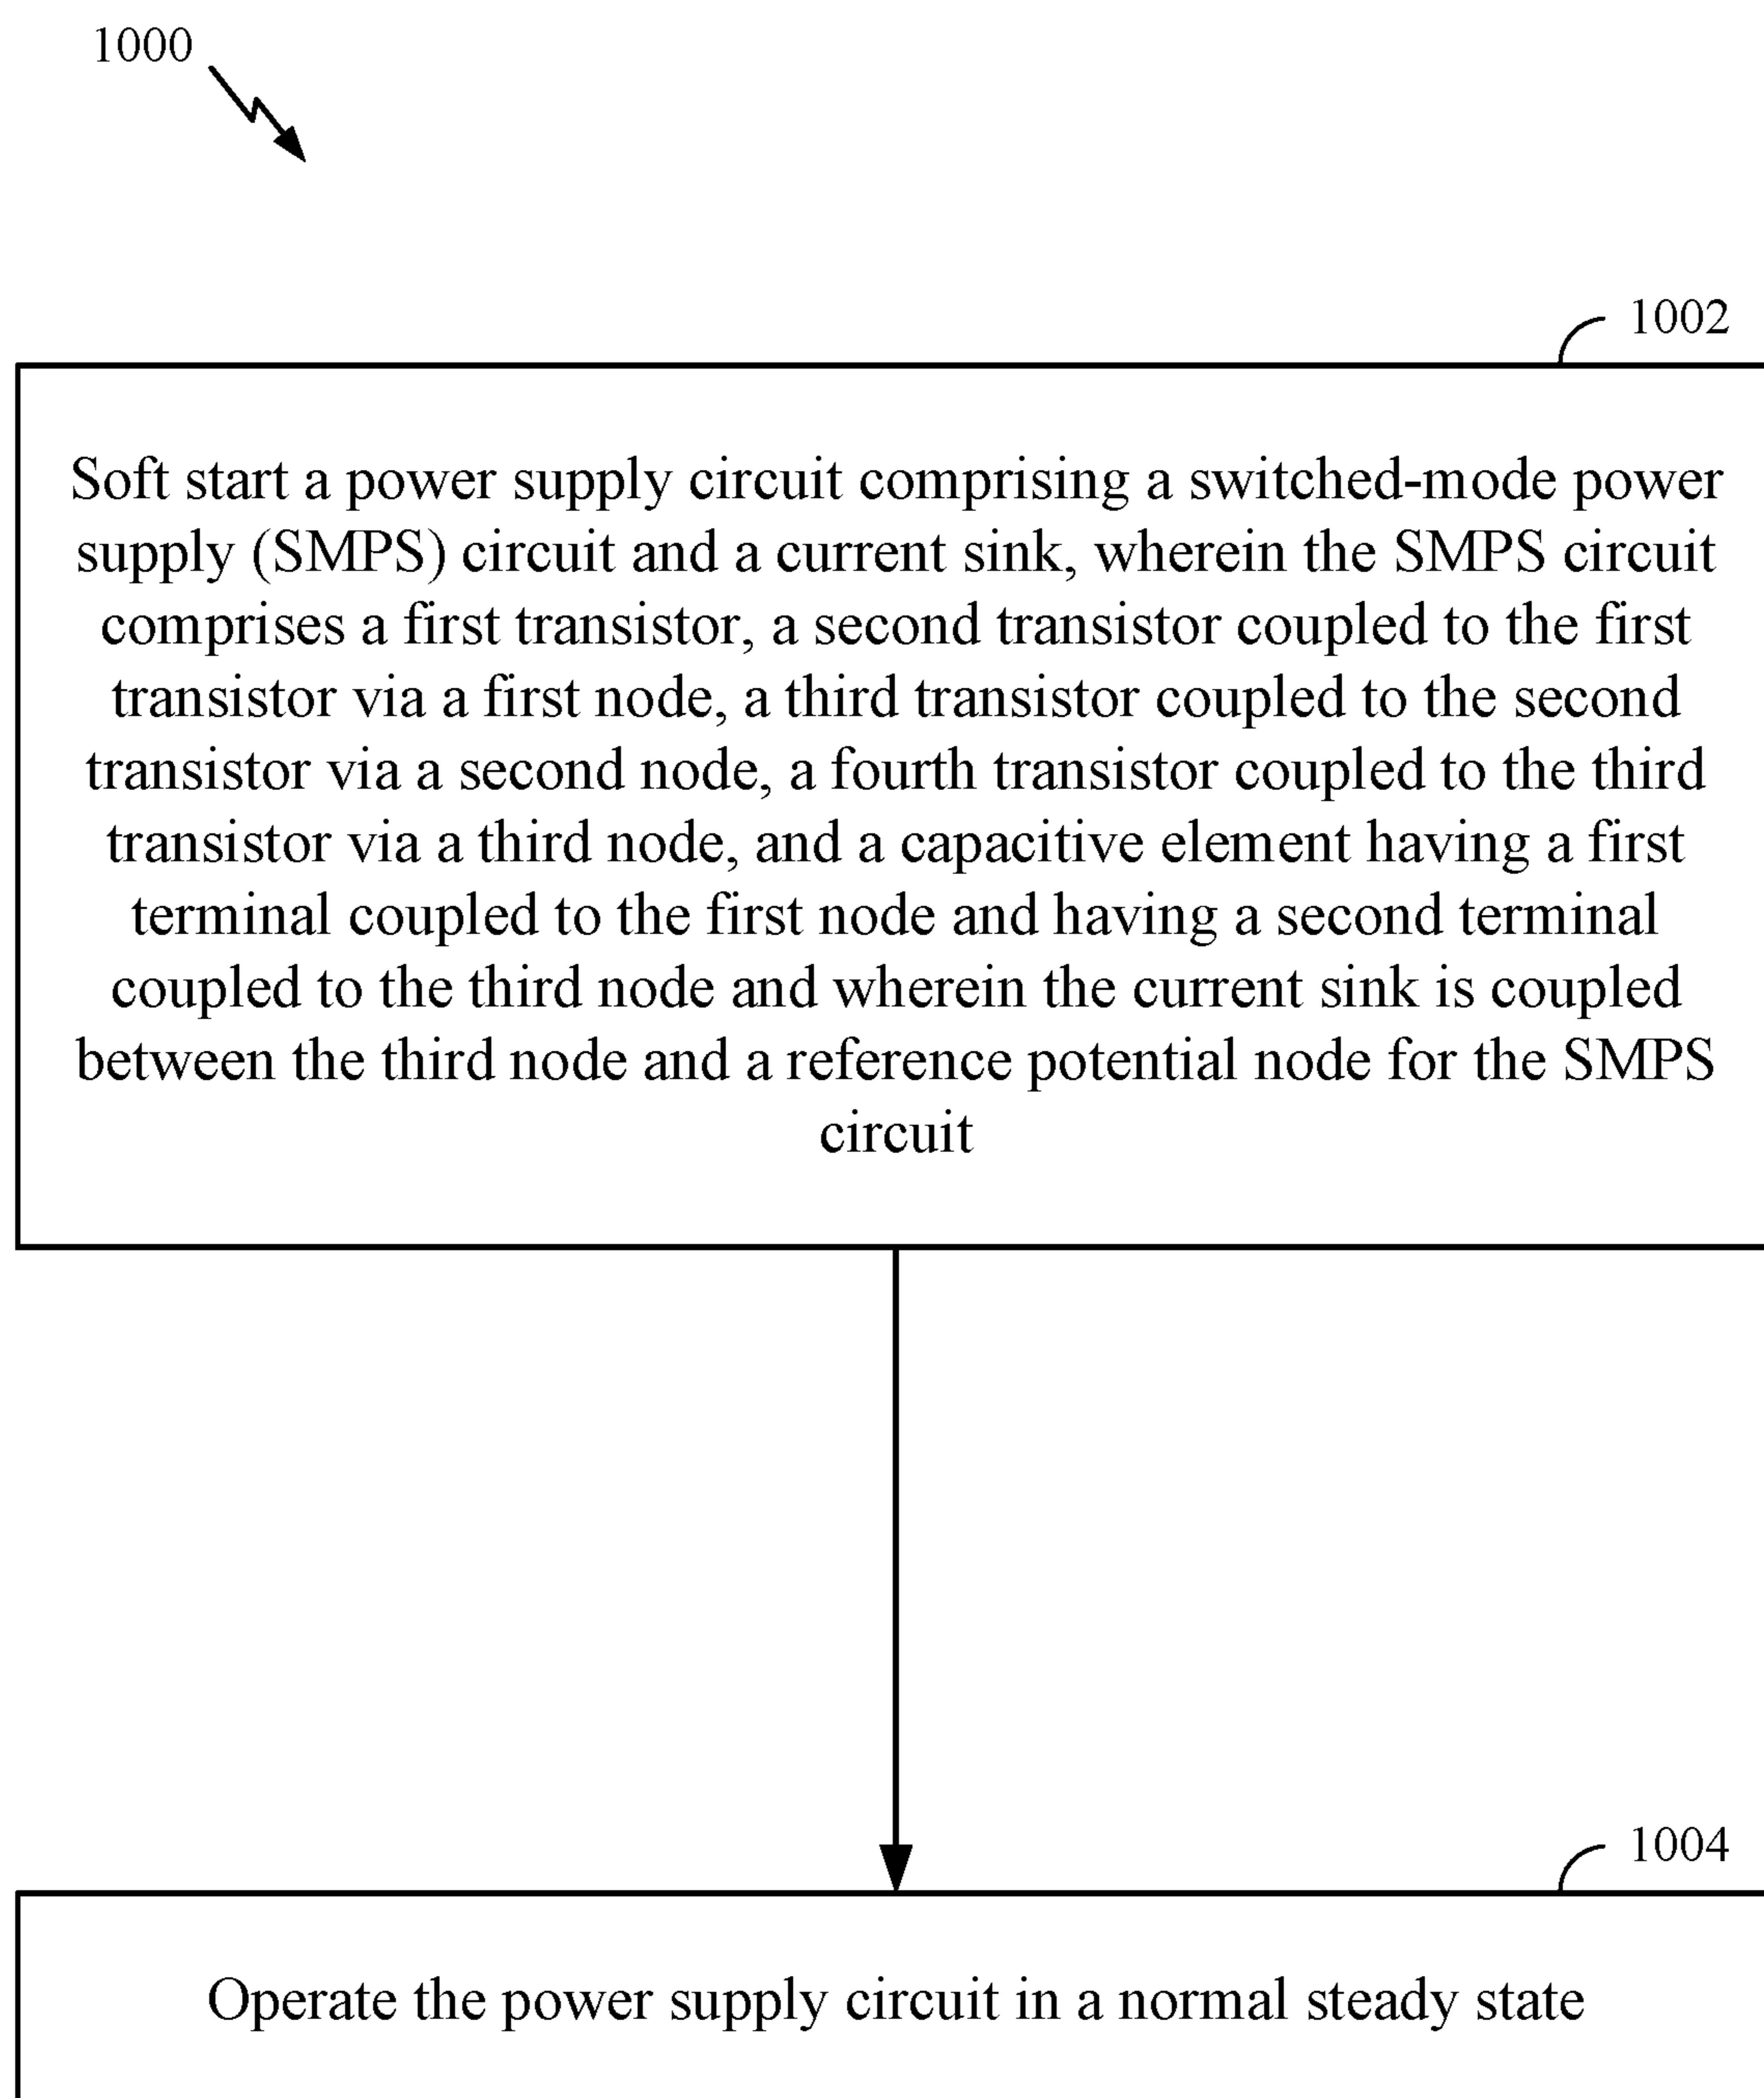 1000
1002
Soft start a power supply circuit comprising a switched-mode power
supply (SMPS) circuit and a current sink, wherein the SMPS circuit
comprises a first transistor, a second transistor coupled to the first
transistor via a first node, a third transistor coupled to the second
transistor via a second node, a fourth transistor coupled to the third
transistor via a third node, and a capacitive element having a first
terminal coupled to the first node and having a second terminal
coupled to the third node and wherein the current sink is coupled
between the third node and a reference potential node for the SMPS
circuit
1004
Operate the power supply circuit in a normal steady state